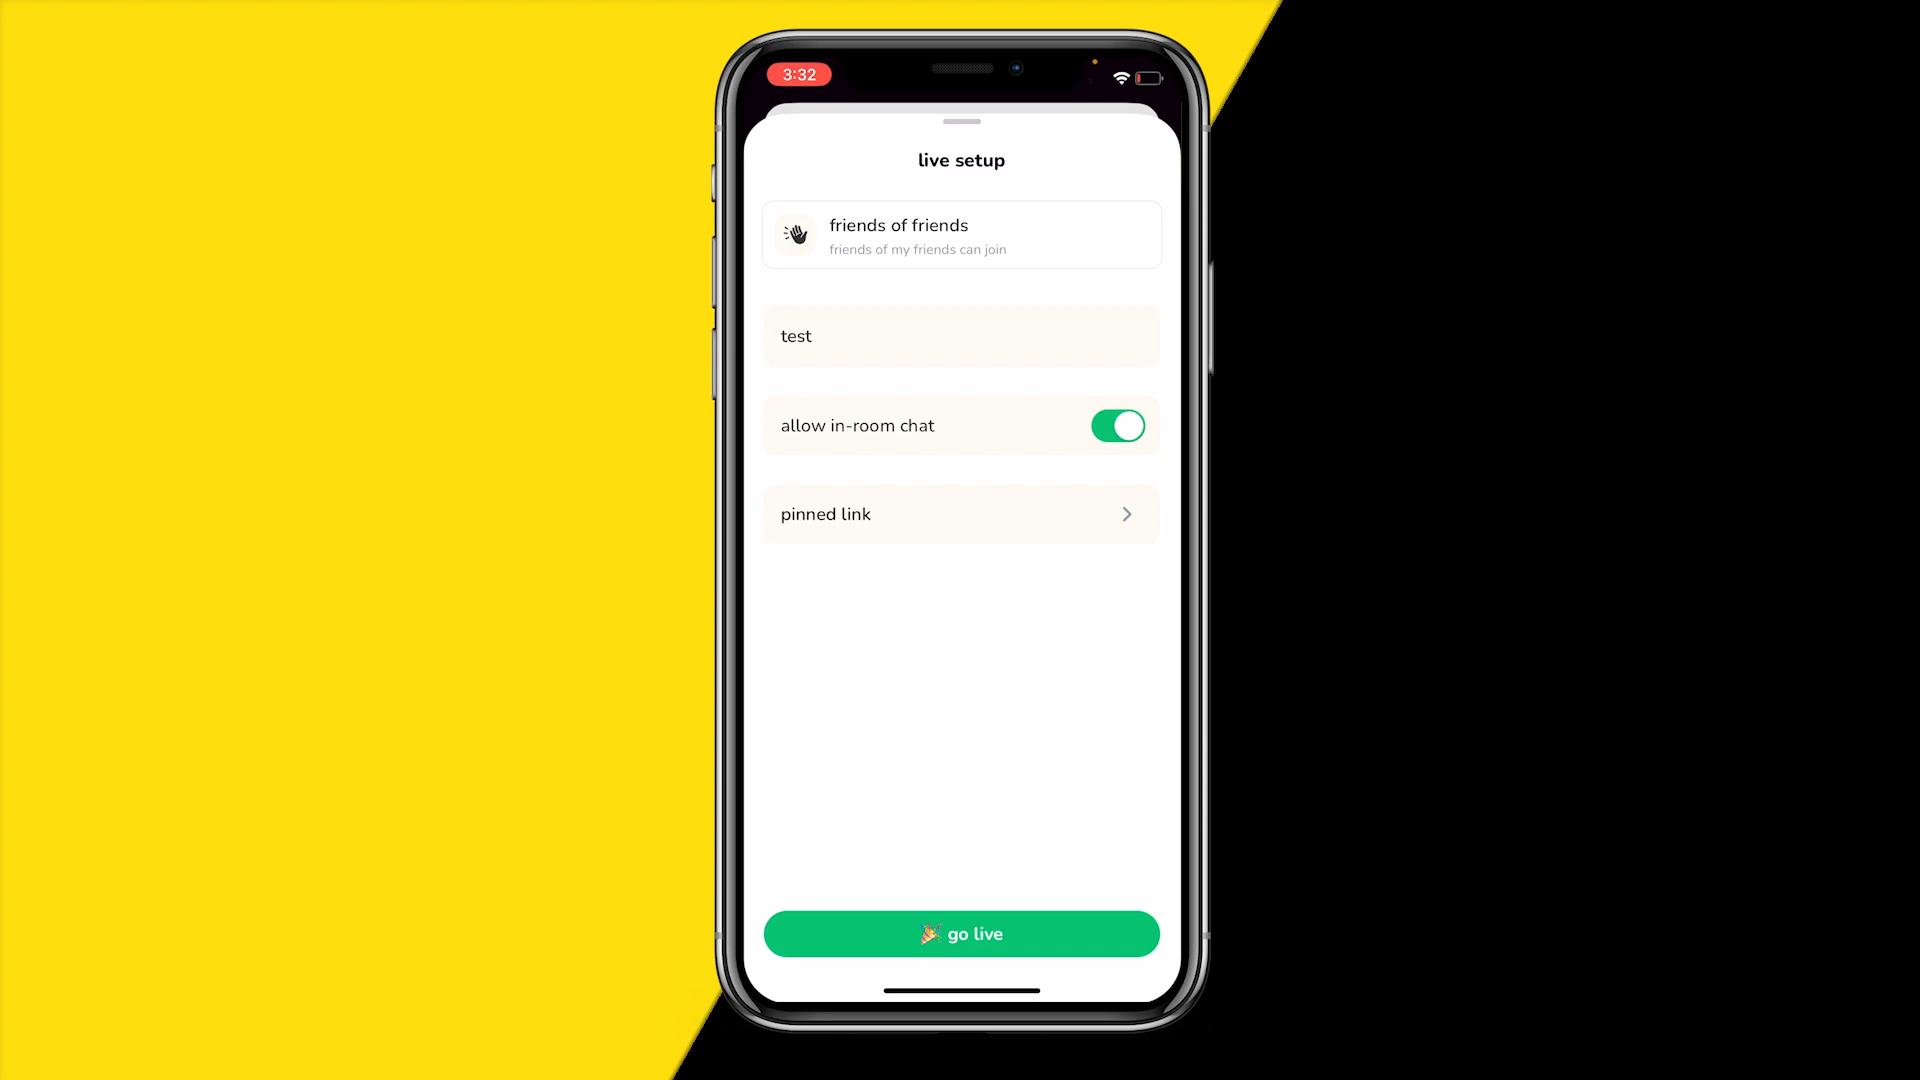 3:32
live setup
friends of friends
friends of my friends can join
test
allow in-room chat
pinned link
go live